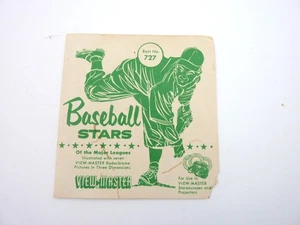 Reel No.
727
Baseball
STARS
Of the Major Leagues
Illustrated with seven
VIEW-MASTER Kodachrome
Pictures in Three Dimensions
VIEW-MASTER
For Use in
VIEW-MASTER
Stereoscopes and
Projectors